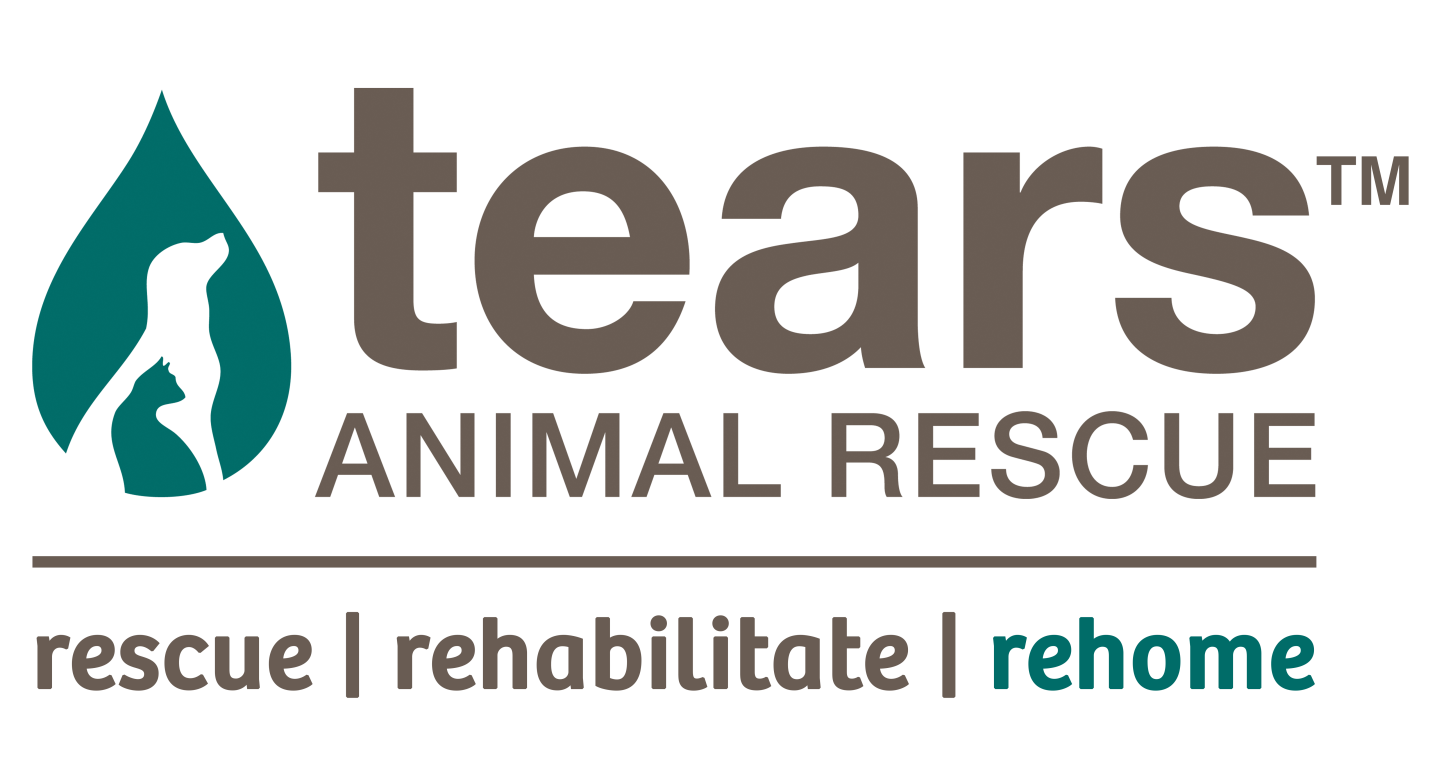 tears™
ANIMAL RESCUE
rescue | rehabilitate | rehome